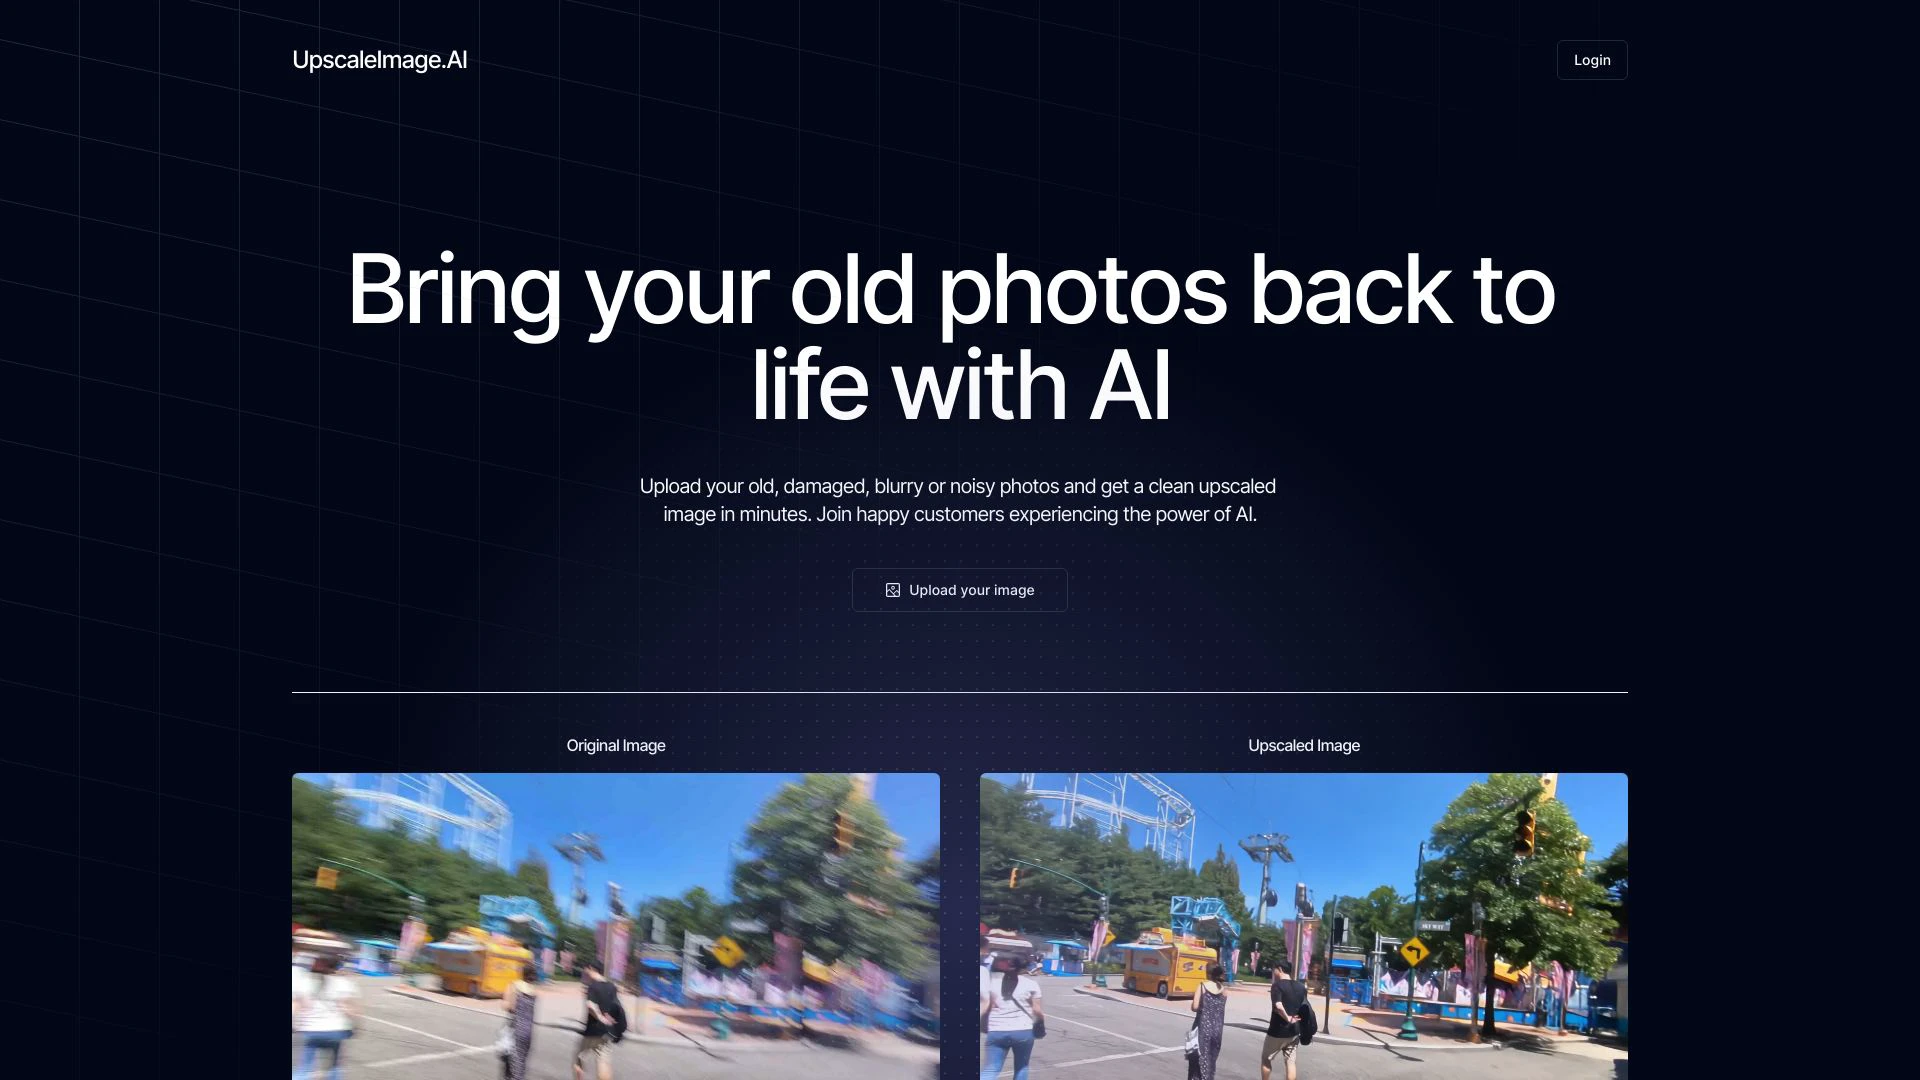 UpscaleImage.AI
Login
Bring your old photos back to
life with AI
Upload your old, damaged, blurry or noisy photos and get a clean upscaled
image in minutes. Join happy customers experiencing the power of AI.
Upload your image
Original Image
Upscaled Image
SKY WAY